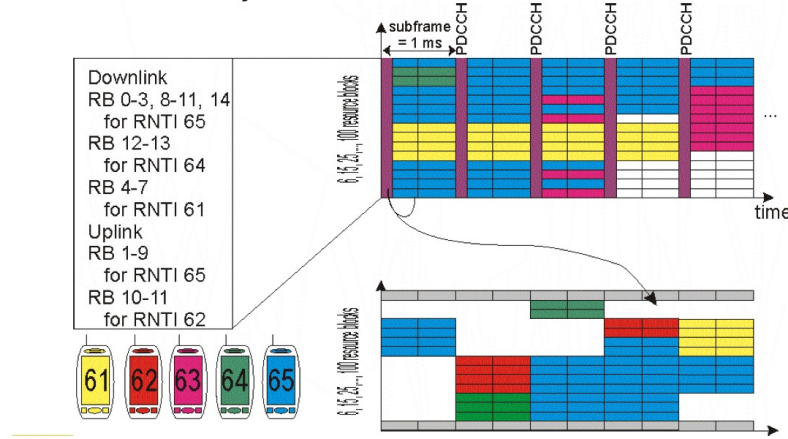 subframe
= 1 ms
PDCCH
PDCCH
PDCCH
PDCCH
Downlink
RB 0-3, 8-11, 14
for RNTI 65
RB 12-13
for RNTI 64
RB 4-7
for RNTI 61
Uplink
RB 1-9
for RNTI 65
RB 10-11
for RNTI 62
6,15,25,..., 100 resource blocks
...
time
6,15,25,..., 100 resource blocks
61
62
63
64
65